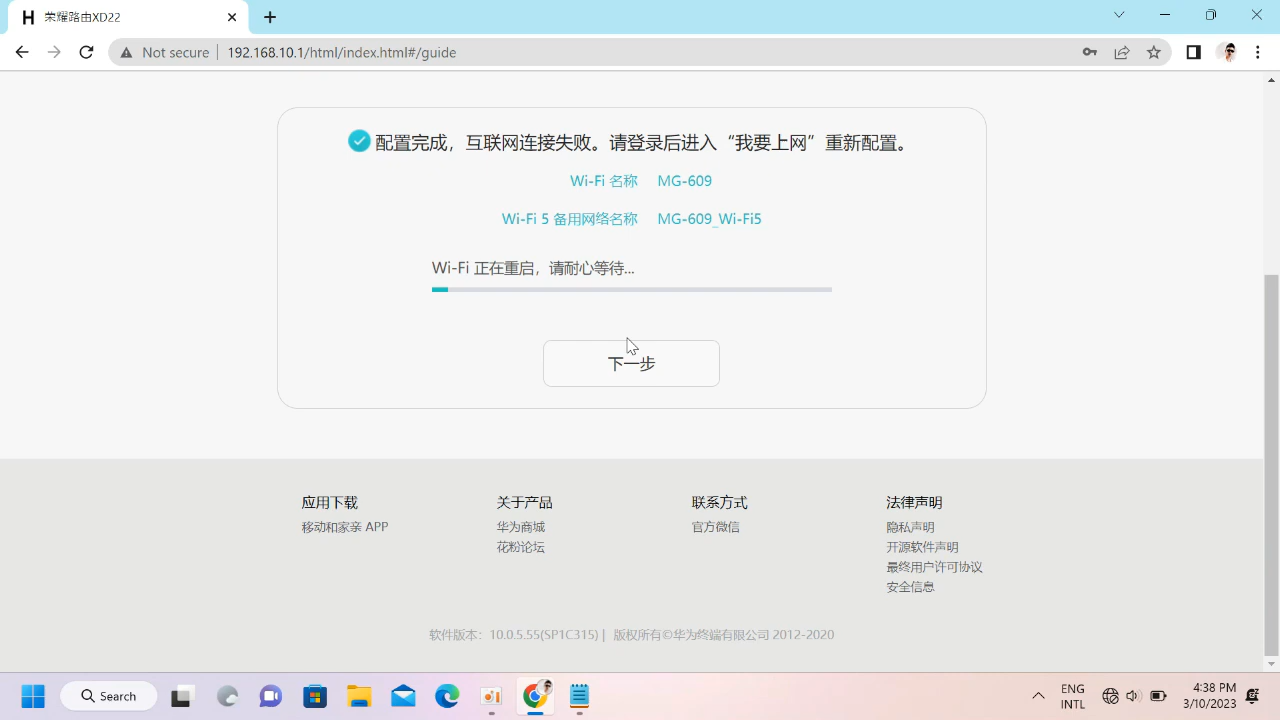 荣耀路由XD22
Not secure
192.168.10.1/html/index.html#/guide
配置完成，互联网连接失败。请登录后进入“我要上网”重新配置。
Wi-Fi 名称 MG-609
Wi-Fi 5 备用网络名称 MG-609_Wi-Fi5
Wi-Fi 正在重启，请耐心等待...
下一步
应用下载
移动和家亲 APP
关于产品
华为商城
花粉论坛
联系方式
官方微信
法律声明
隐私声明
开源软件声明
最终用户许可协议
安全信息
软件版本：10.0.5.55(SP1C315) | 版权所有©华为终端有限公司 2012-2020
Search
ENG
INTL
4:38 PM
3/10/2023